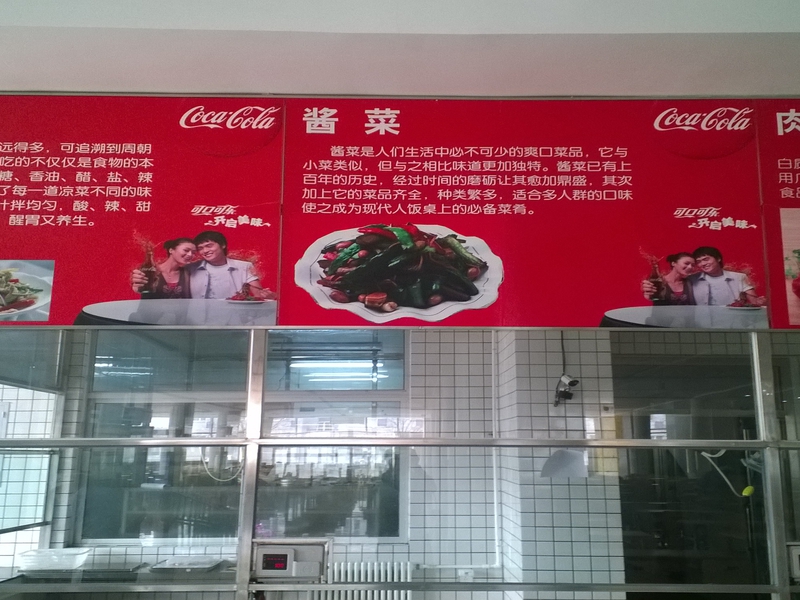 远得多，可追溯到周朝
吃的不仅仅是食物的本
糖、香油、醋、盐、辣
了每一道凉菜不同的味
汁拌均匀，酸、辣、甜
醒胃又养生。
Coca-Cola
可口可乐
开启美味
酱菜
酱菜是人们生活中必不可少的爽口菜品，它与
小菜类似，但与之相比味道更加独特。酱菜已有上
百年的历史，经过时间的磨砺让其愈加鼎盛，其次
加上它的菜品齐全，种类繁多，适合多人群的口味
使之成为现代人饭桌上的必备菜肴。
Coca-Cola
可口可乐
开启美味
肉
白
用
食